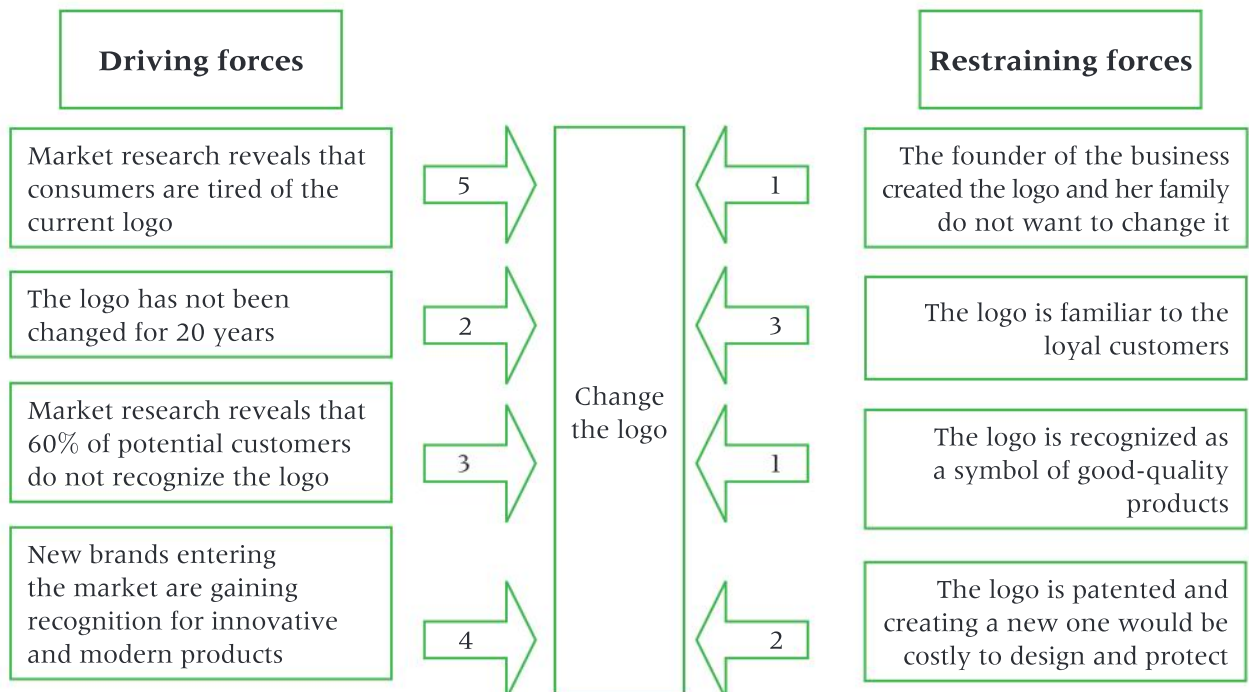 Driving forces
Restraining forces
Market research reveals that
consumers are tired of the
current logo
5
1
The founder of the business
created the logo and her family
do not want to change it
The logo has not been
changed for 20 years
2
3
The logo is familiar to the
loyal customers
Change
the logo
Market research reveals that
60% of potential customers
do not recognize the logo
3
1
The logo is recognized as
a symbol of good-quality
products
New brands entering
the market are gaining
recognition for innovative
and modern products
4
2
The logo is patented and
creating a new one would be
costly to design and protect